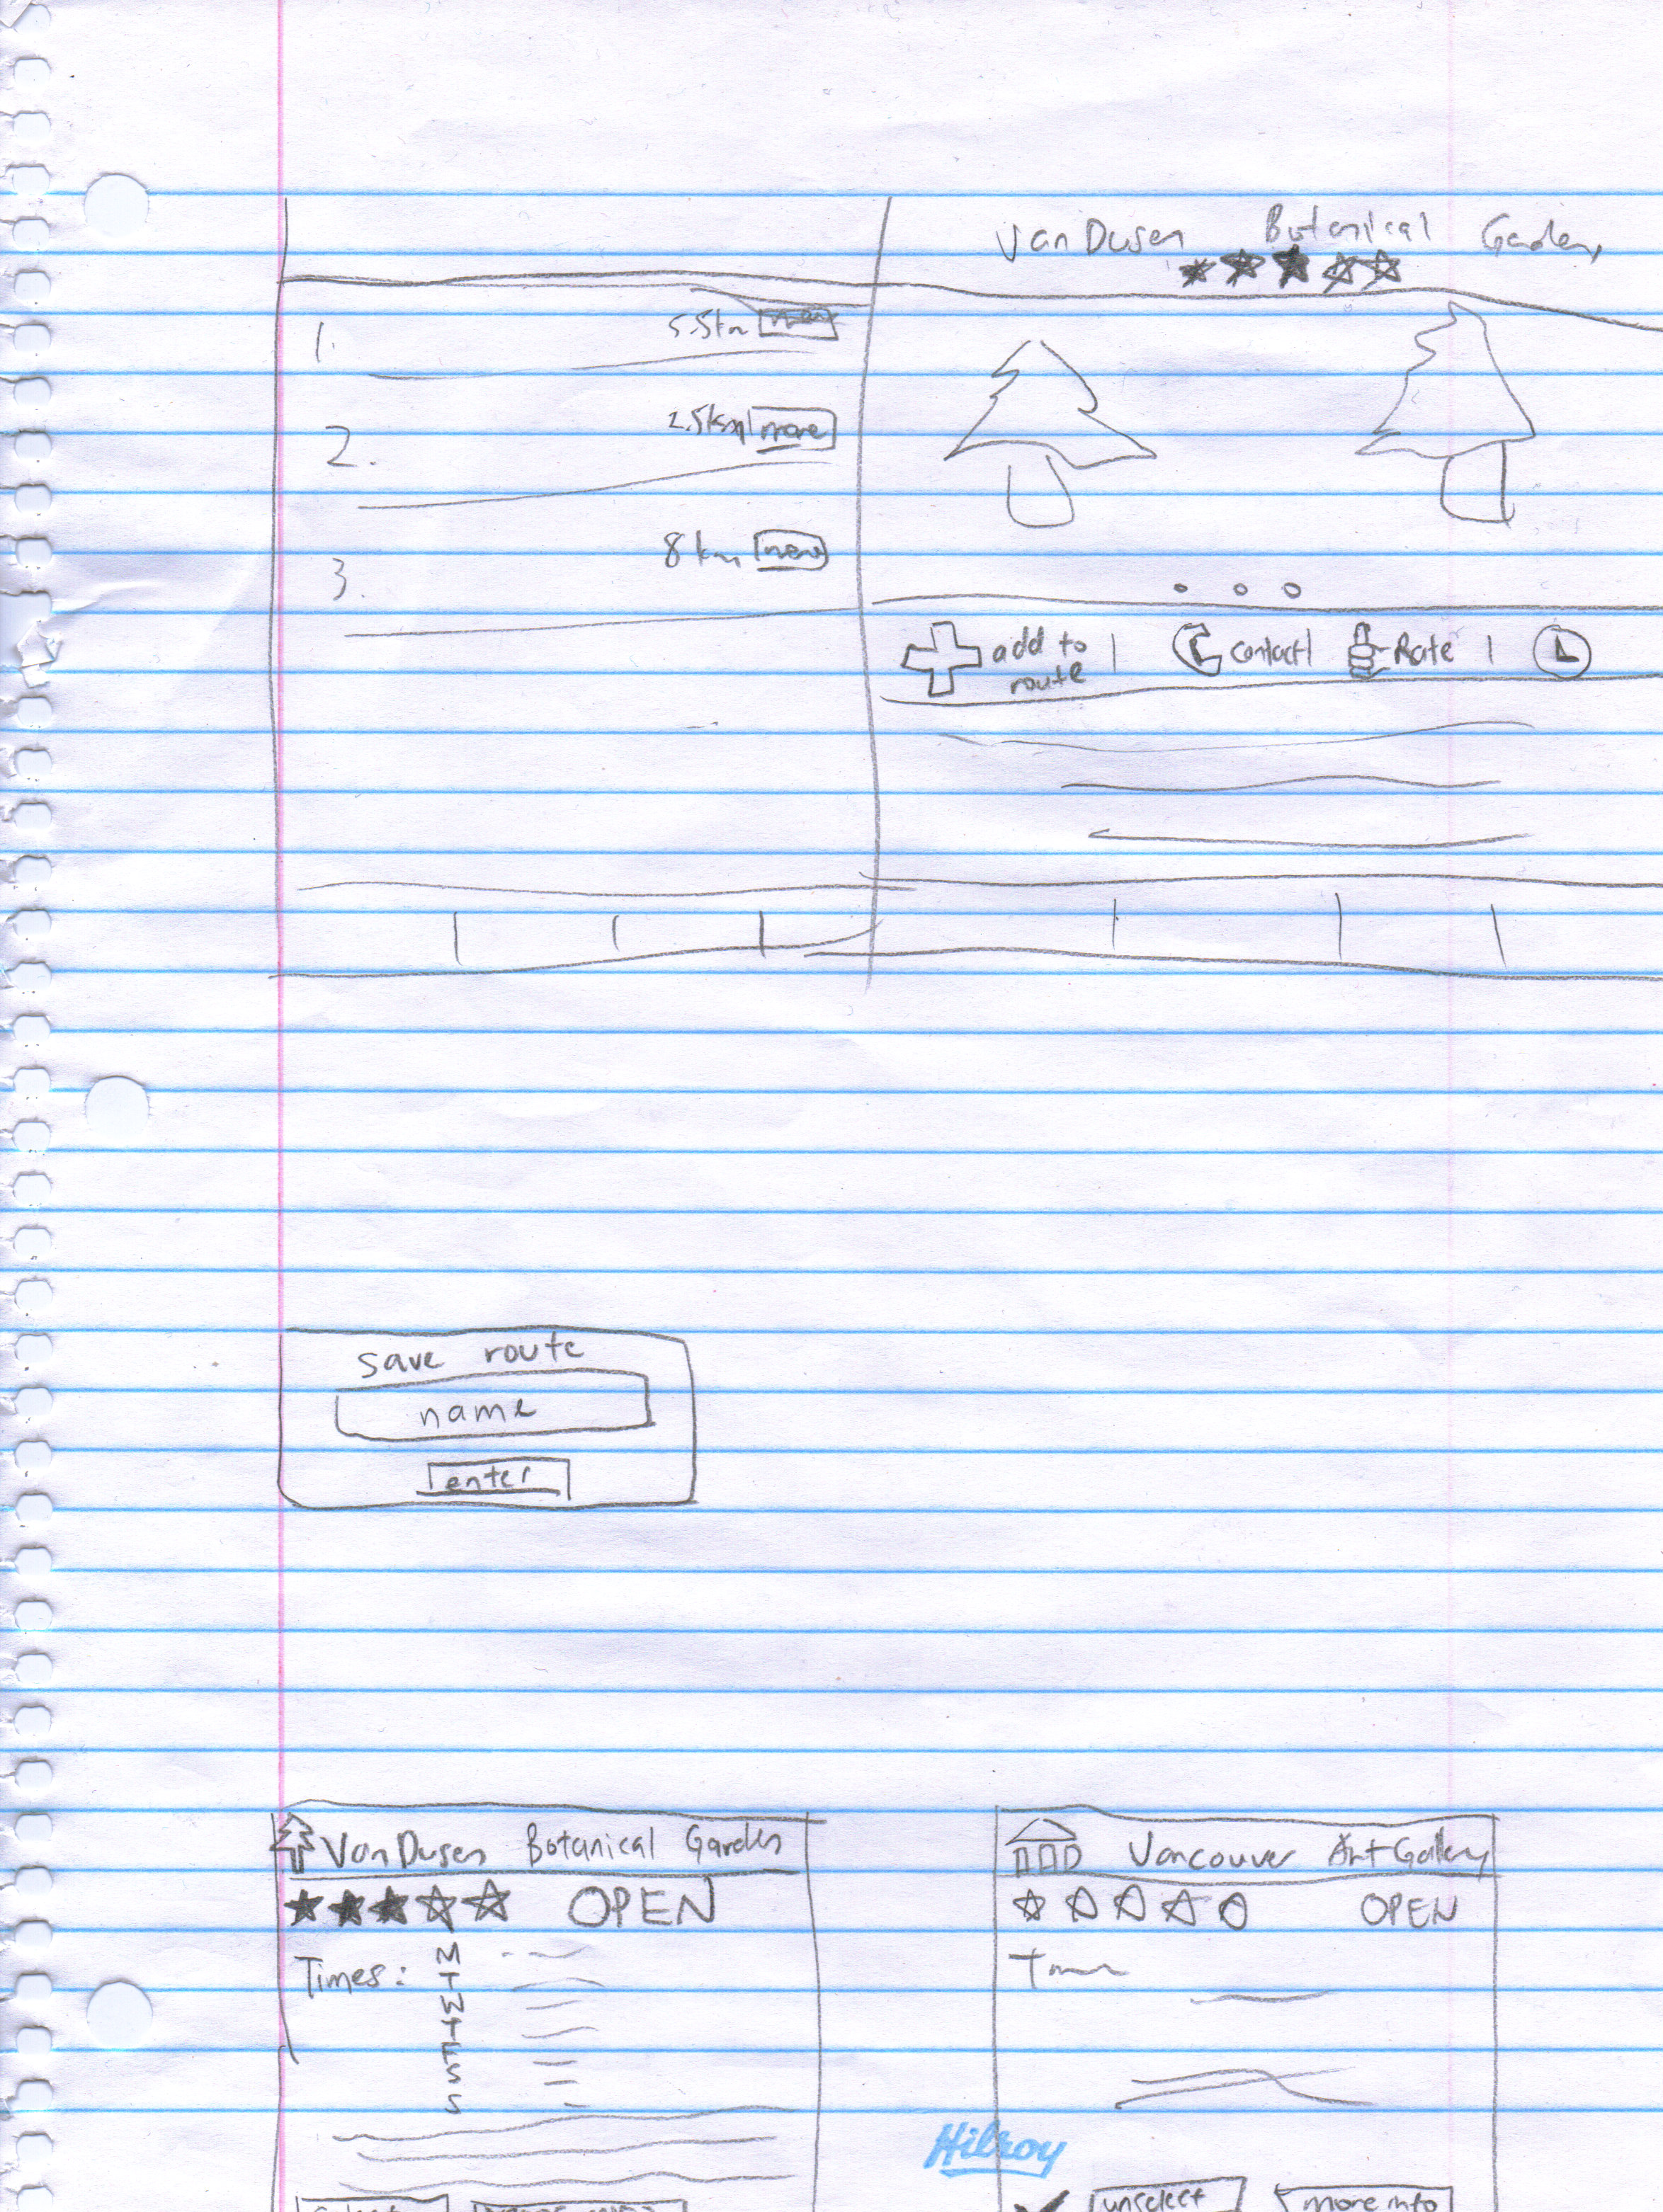 VanDusen Botanical Garden
1. 5.5km more
2. 2.5km more
3. 8 km more
add to route | contact | Rate |
save route
name
enter
VanDusen Botanical Garden
OPEN
Times: M
T
W
T
F
S
S
Vancouver Art Gallery
OPEN
Hilroy
unselect
more info